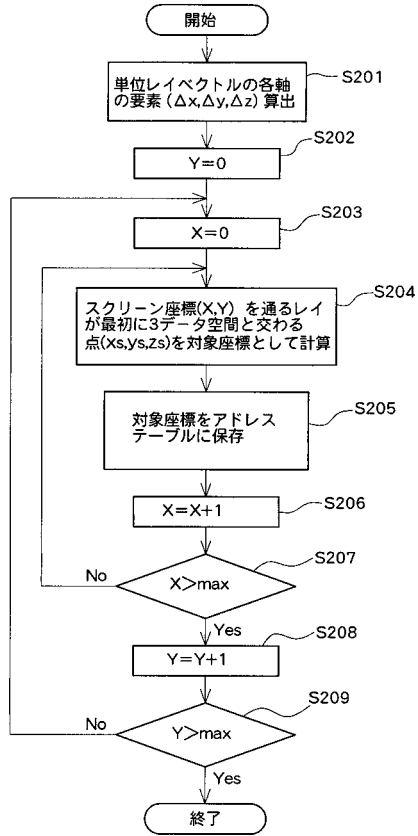 開始
単位レイベクトルの各軸
の要素(Δx,Δy,Δz)算出
S201
Y=0
S202
X=0
S203
スクリーン座標(X,Y) を通るレイ
が最初に3データ空間と交わる
点(xs,ys,zs)を対象座標として計算
S204
対象座標をアドレス
テーブルに保存
S205
X=X+1
S206
X>max
S207
No
Yes
Y=Y+1
S208
Y>max
S209
No
Yes
終了